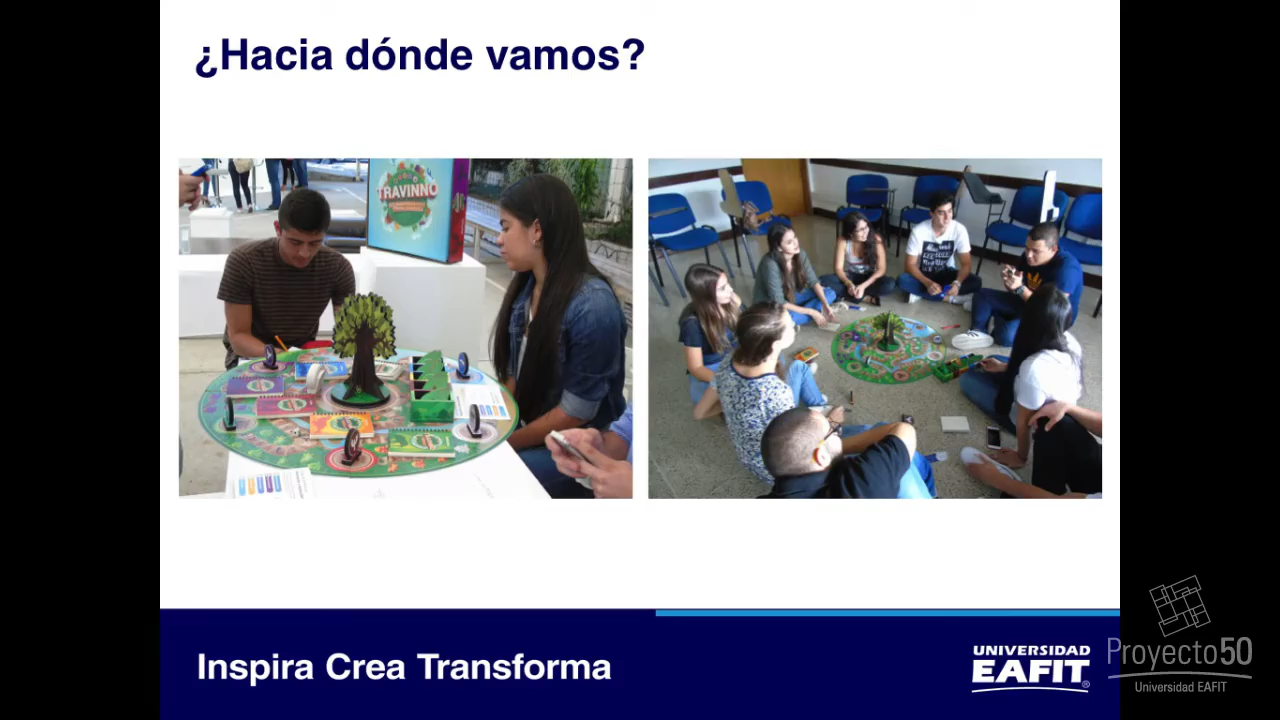 ¿Hacia dónde vamos?
TRAVINNO
Inspira Crea Transforma
UNIVERSIDAD
EAFIT
®
Proyecto50
Universidad EAFIT